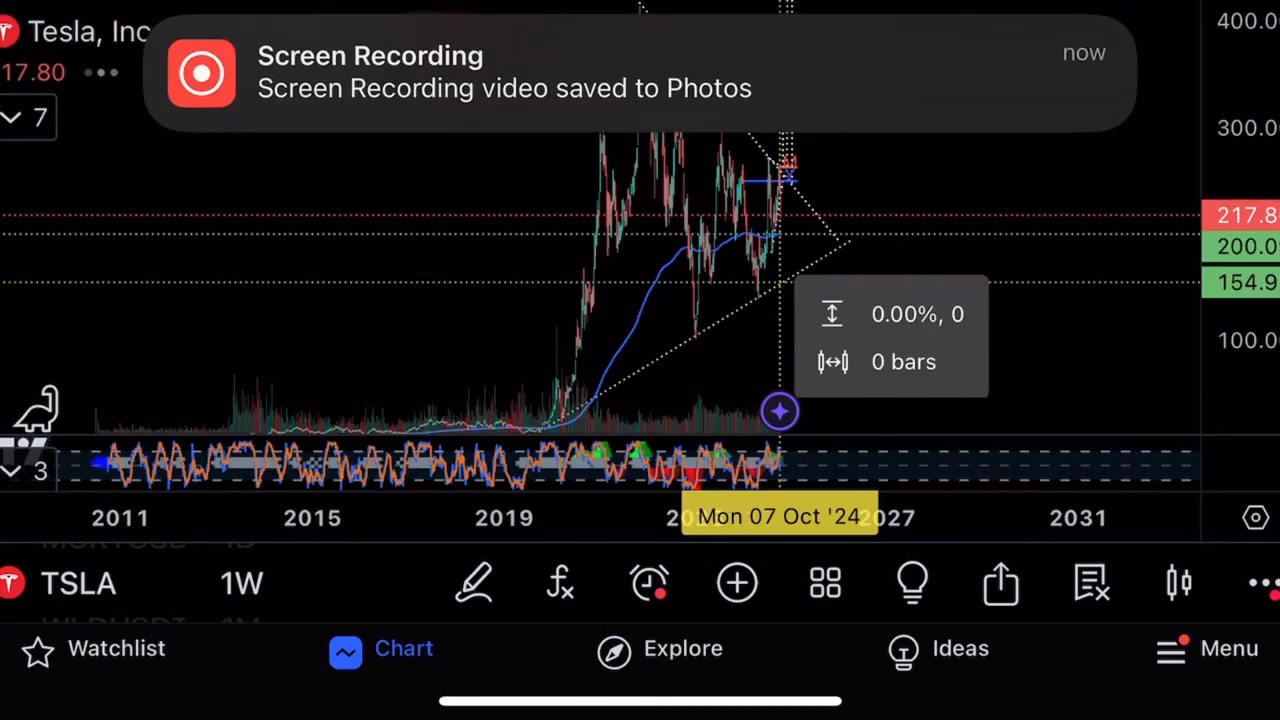 Tesla, Inc
Screen Recording
now
Screen Recording video saved to Photos
17.80
7
400.0
300.0
217.8
200.0
154.9
100.0
0.00%, 0
0 bars
3
2011
2015
2019
Mon 07 Oct '24
2027
2031
TSLA
1W
Watchlist
Chart
Explore
Ideas
Menu